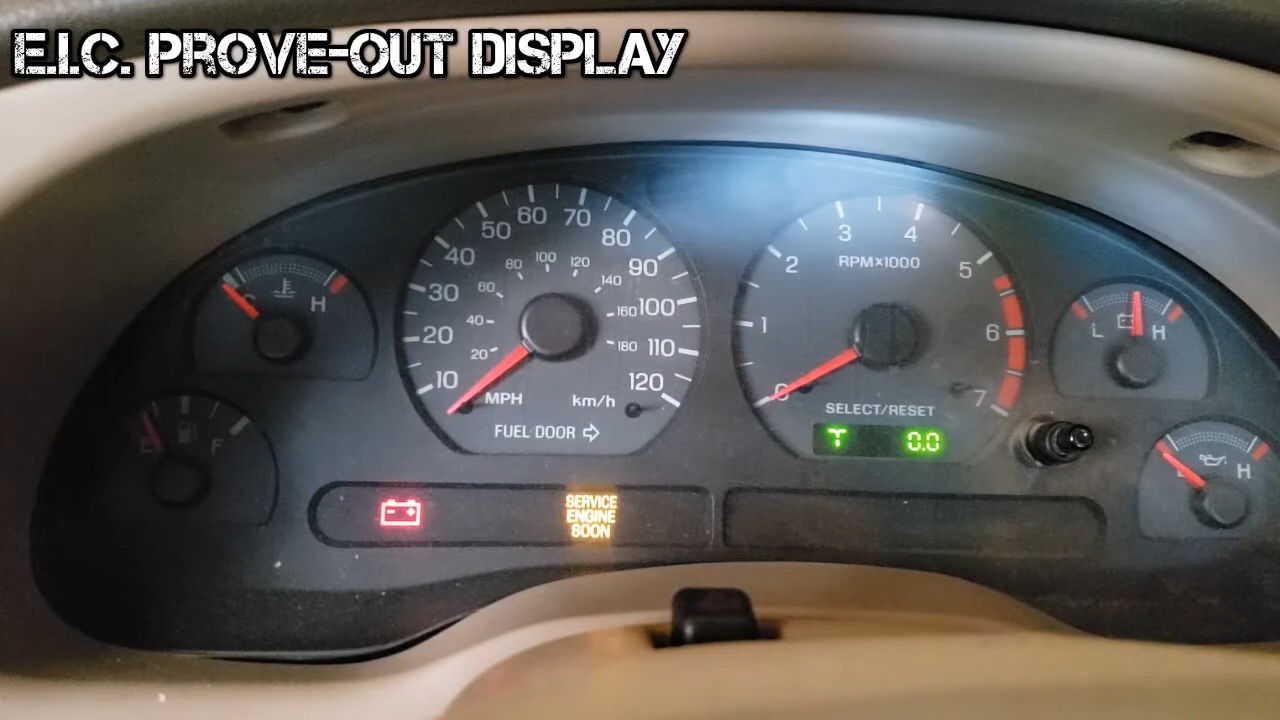 E.I.C. PROVE-OUT DISPLAY
H
E
F
10
20
30
40
50
60
70
80
90
100
110
120
20
40
60
80
100
120
140
160
180
MPH
km/h
FUEL DOOR
0
1
2
3
4
5
6
7
RPM×1000
SELECT/RESET
T 0.0
L
H
H
SERVICE
ENGINE
SOON